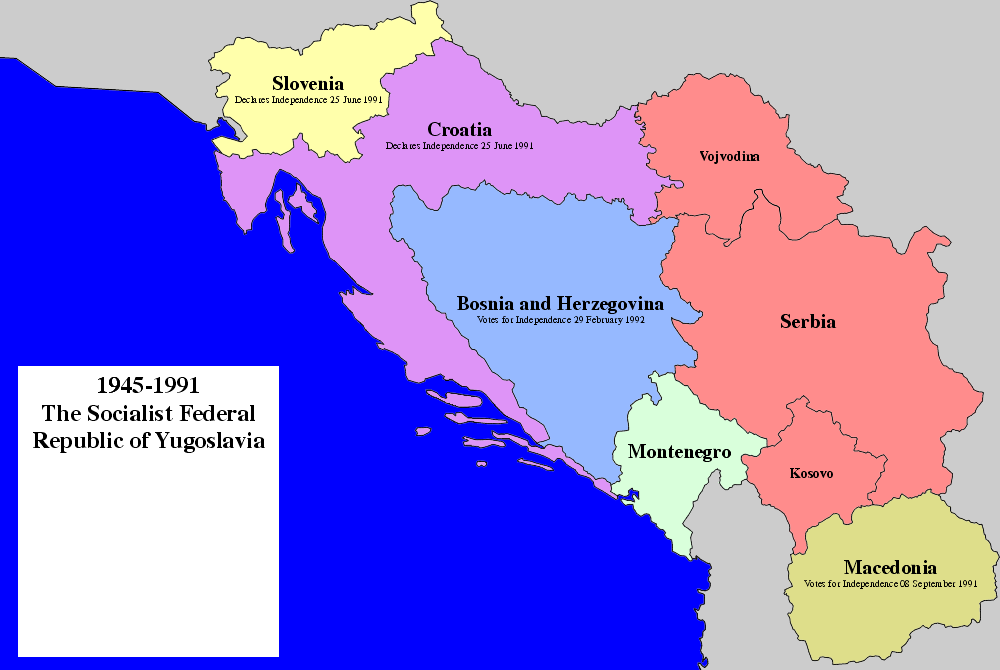 Slovenia
Declares Independence 25 June 1991
Croatia
Declares Independence 25 June 1991
Vojvodina
Bosnia and Herzegovina
Votes for Independence 29 February 1992
Serbia
1945-1991
The Socialist Federal
Republic of Yugoslavia
Montenegro
Kosovo
Macedonia
Votes for Independence 08 September 1991